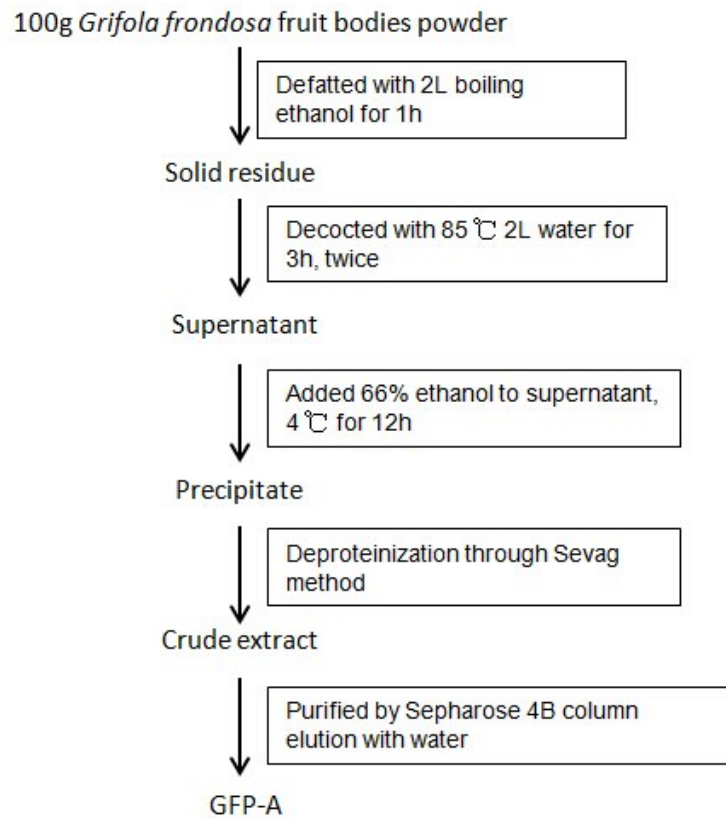 100g Grifola frondosa fruit bodies powder
Defatted with 2L boiling
ethanol for 1h
Solid residue
Decocted with 85℃ 2L water for
3h, twice
Supernatant
Added 66% ethanol to supernatant,
4℃ for 12h
Precipitate
Deproteinization through Sevag
method
Crude extract
Purified by Sepharose 4B column
elution with water
GFP-A